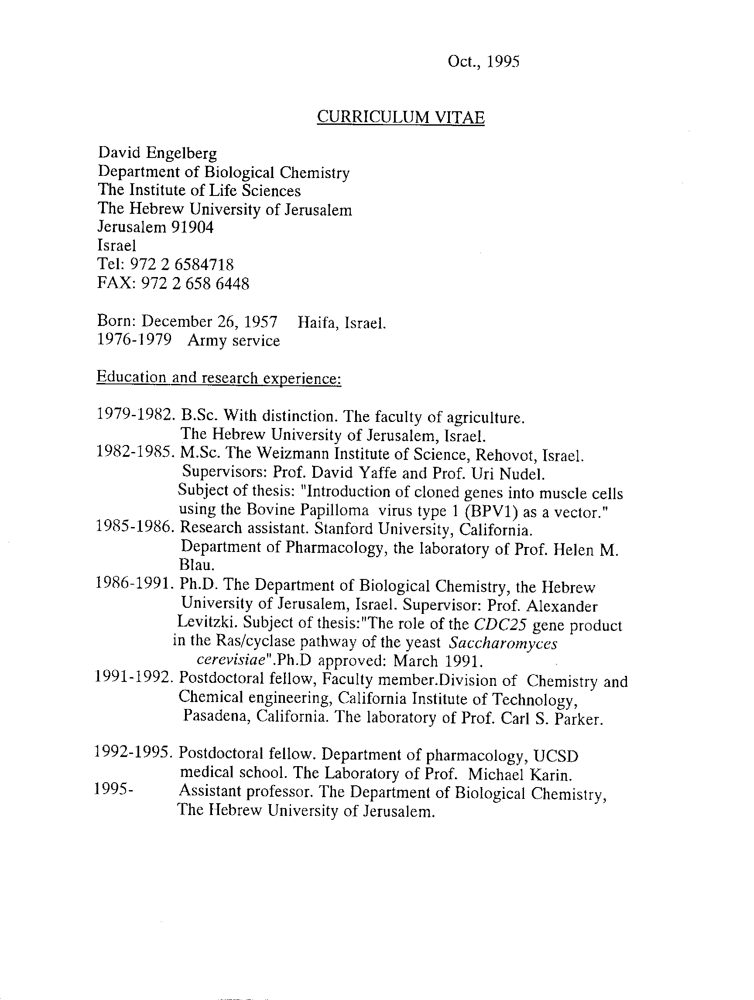 Oct., 1995
CURRICULUM VITAE
David Engelberg
Department of Biological Chemistry
The Institute of Life Sciences
The Hebrew University of Jerusalem
Jerusalem 91904
Israel
Tel: 972 2 6584718
FAX: 972 2 658 6448
Born: December 26, 1957 Haifa, Israel.
1976-1979 Army service
Education and research experience:
1979-1982. B.Sc. With distinction. The faculty of agriculture.
The Hebrew University of Jerusalem, Israel.
1982-1985. M.Sc. The Weizmann Institute of Science, Rehovot, Israel.
Supervisors: Prof. David Yaffe and Prof. Uri Nudel.
Subject of thesis: "Introduction of cloned genes into muscle cells
using the Bovine Papilloma virus type 1 (BPV1) as a vector."
1985-1986. Research assistant. Stanford University, California.
Department of Pharmacology, the laboratory of Prof. Helen M.
Blau.
1986-1991. Ph.D. The Department of Biological Chemistry, the Hebrew
University of Jerusalem, Israel. Supervisor: Prof. Alexander
Levitzki. Subject of thesis:"The role of the CDC25 gene product
in the Ras/cyclase pathway of the yeast Saccharomyces
cerevisiae".Ph.D approved: March 1991.
1991-1992. Postdoctoral fellow, Faculty member.Division of Chemistry and
Chemical engineering, California Institute of Technology,
Pasadena, California. The laboratory of Prof. Carl S. Parker.
1992-1995. Postdoctoral fellow. Department of pharmacology, UCSD
medical school. The Laboratory of Prof. Michael Karin.
1995- Assistant professor. The Department of Biological Chemistry,
The Hebrew University of Jerusalem.